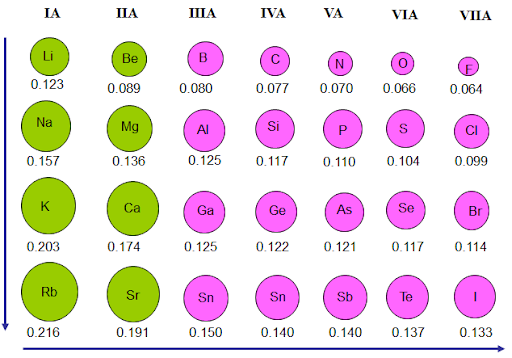 IA IIA IIIA IVA VA VIA VIIA
Li Be B C N O F
0.123 0.089 0.080 0.077 0.070 0.066 0.064
Na Mg Al Si P S Cl
0.157 0.136 0.125 0.117 0.110 0.104 0.099
K Ca Ga Ge As Se Br
0.203 0.174 0.125 0.122 0.121 0.117 0.114
Rb Sr Sn Sn Sb Te I
0.216 0.191 0.150 0.140 0.140 0.137 0.133